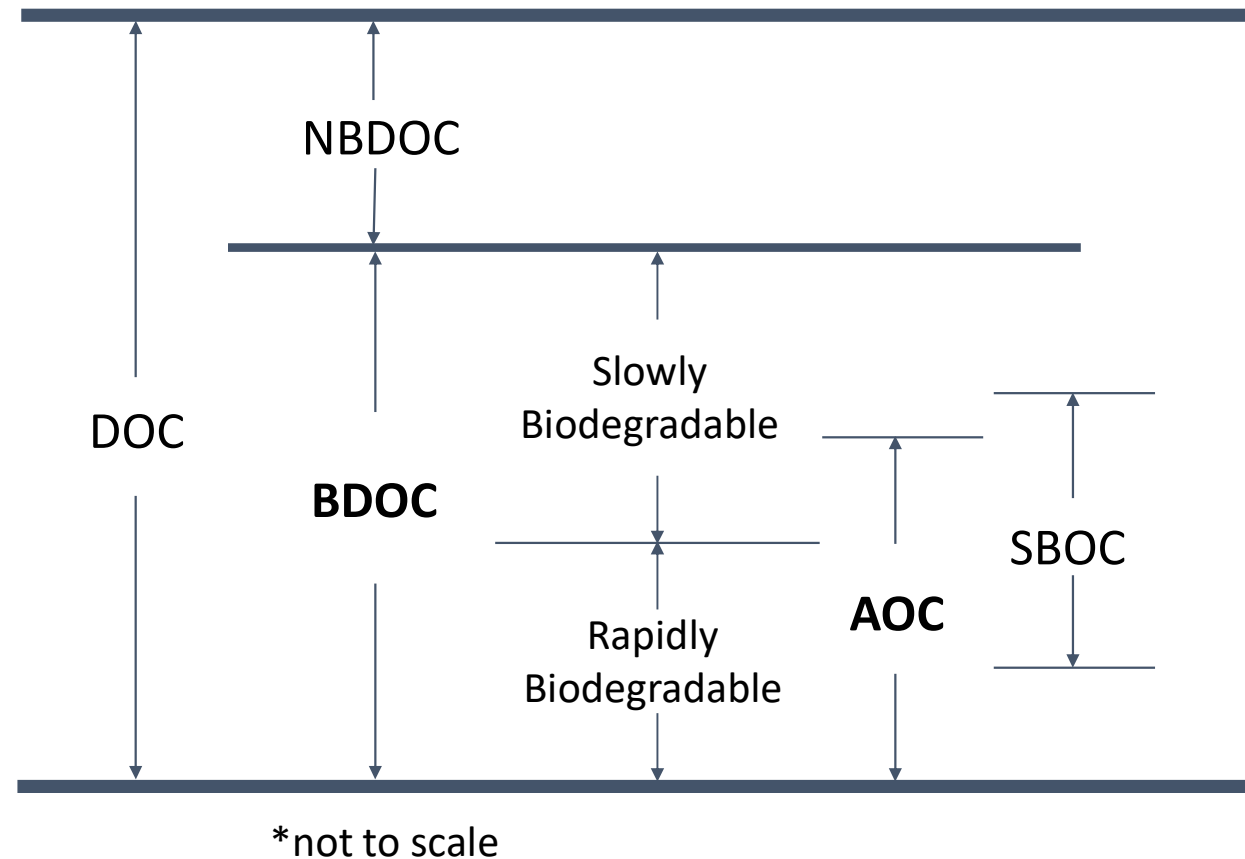 NBDOC
DOC
BDOC
Slowly
Biodegradable
Rapidly
Biodegradable
AOC
SBOC
*not to scale